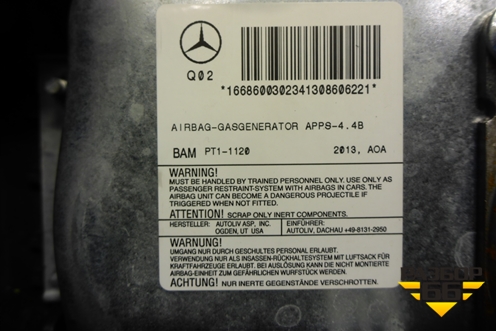 Q02
*1668600302341308606221*
AIRBAG-GASGENERATOR APPS-4.4B
BAM PT1-1120 2013, AOA
WARNING!
MUST BE HANDLED BY TRAINED PERSONNEL ONLY. USE ONLY AS
PASSENGER RESTRAINT-SYSTEM WITH AIRBAGS IN CARS. THE
AIRBAG UNIT CAN BECOME A DANGEROUS PROJECTILE IF
TRIGGERED WHEN NOT FITTED.
ATTENTION! SCRAP ONLY INERT COMPONENTS.
HERSTELLER: AUTOLIV ASP, INC. EINFÜHRER:
OGDEN, UT USA AUTOLIV, DACHAU +49-8131-2950
WARNUNG!
UMGANG NUR DURCH GESCHULTES PERSONAL ERLAUBT.
VERWENDUNG NUR ALS INSASSEN-RÜCKHALTESYSTEM MIT LUFTSACK FÜR
KRAFTFAHRZEUGE ERLAUBT. BEI ZÜNDUNG KANN DIE NICHT MONTIERTE
AIRBAG-EINHEIT ZUM GEFÄHRLICHEN WURFSTÜCK WERDEN.
ACHTUNG! NUR INERTE GEGENSTÄNDE VERSCHROTTEN.
66